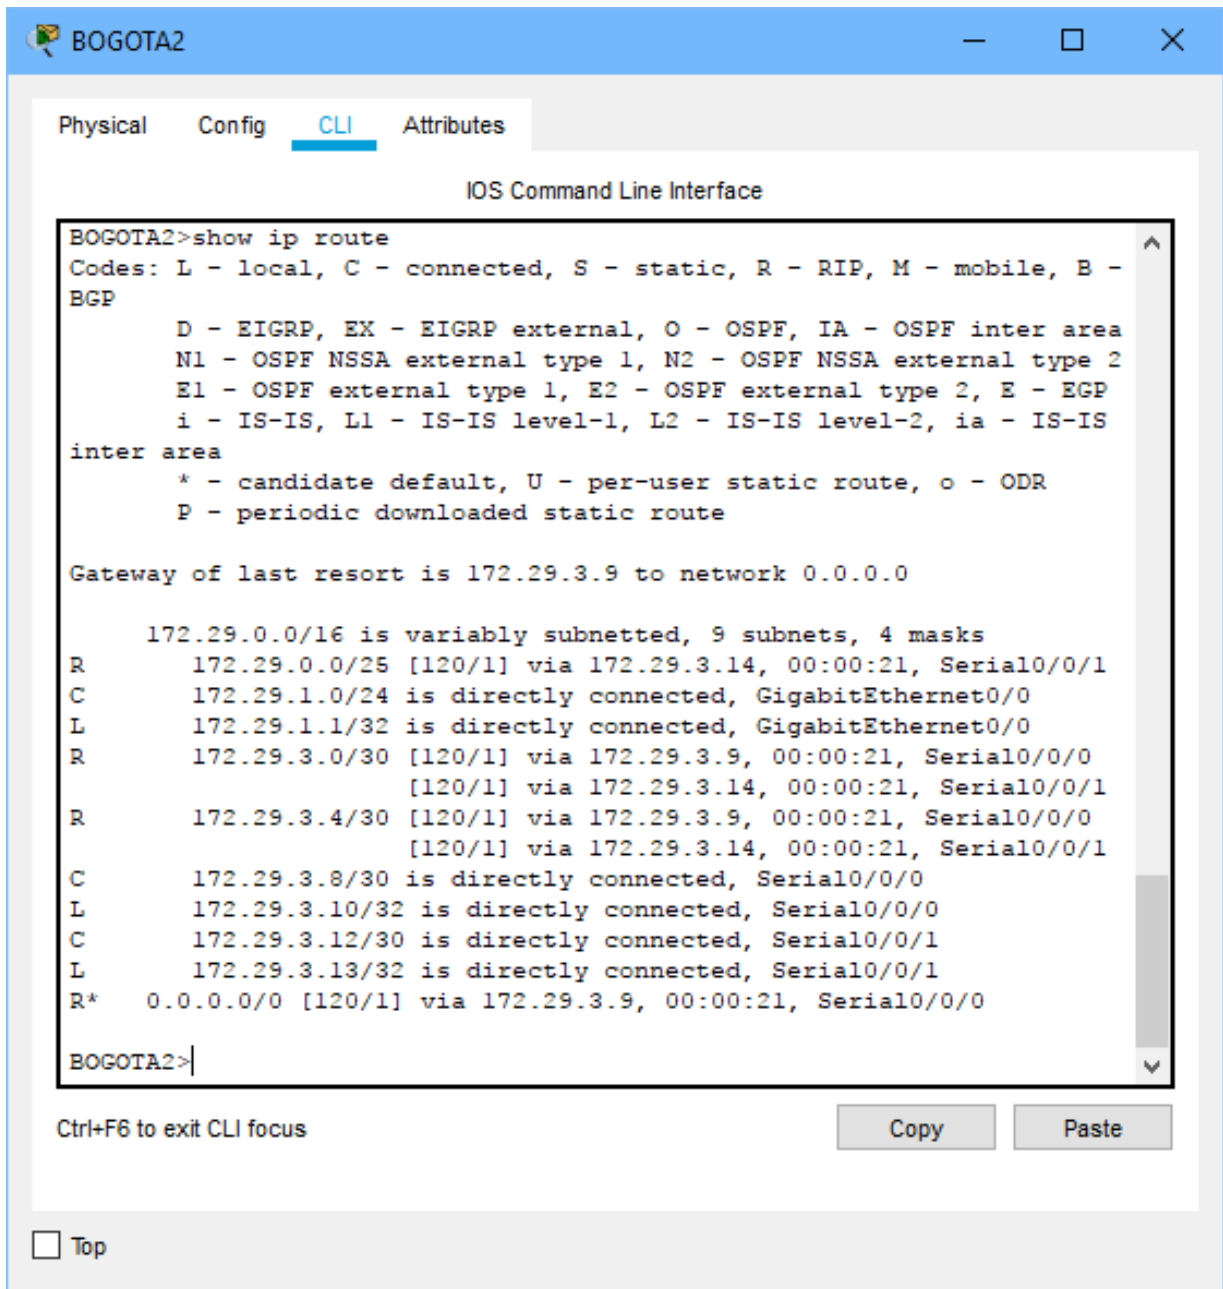 BOGOTA2
Physical Config CLI Attributes
IOS Command Line Interface
BOGOTA2>show ip route
Codes: L - local, C - connected, S - static, R - RIP, M - mobile, B -
BGP
       D - EIGRP, EX - EIGRP external, O - OSPF, IA - OSPF inter area
       N1 - OSPF NSSA external type 1, N2 - OSPF NSSA external type 2
       E1 - OSPF external type 1, E2 - OSPF external type 2, E - EGP
       i - IS-IS, L1 - IS-IS level-1, L2 - IS-IS level-2, ia - IS-IS
inter area
       * - candidate default, U - per-user static route, o - ODR
       P - periodic downloaded static route
Gateway of last resort is 172.29.3.9 to network 0.0.0.0
     172.29.0.0/16 is variably subnetted, 9 subnets, 4 masks
R       172.29.0.0/25 [120/1] via 172.29.3.14, 00:00:21, Serial0/0/1
C       172.29.1.0/24 is directly connected, GigabitEthernet0/0
L       172.29.1.1/32 is directly connected, GigabitEthernet0/0
R       172.29.3.0/30 [120/1] via 172.29.3.9, 00:00:21, Serial0/0/0
                      [120/1] via 172.29.3.14, 00:00:21, Serial0/0/1
R       172.29.3.4/30 [120/1] via 172.29.3.9, 00:00:21, Serial0/0/0
                      [120/1] via 172.29.3.14, 00:00:21, Serial0/0/1
C       172.29.3.8/30 is directly connected, Serial0/0/0
L       172.29.3.10/32 is directly connected, Serial0/0/0
C       172.29.3.12/30 is directly connected, Serial0/0/1
L       172.29.3.13/32 is directly connected, Serial0/0/1
R*   0.0.0.0/0 [120/1] via 172.29.3.9, 00:00:21, Serial0/0/0
BOGOTA2>
Ctrl+F6 to exit CLI focus Copy Paste
Top